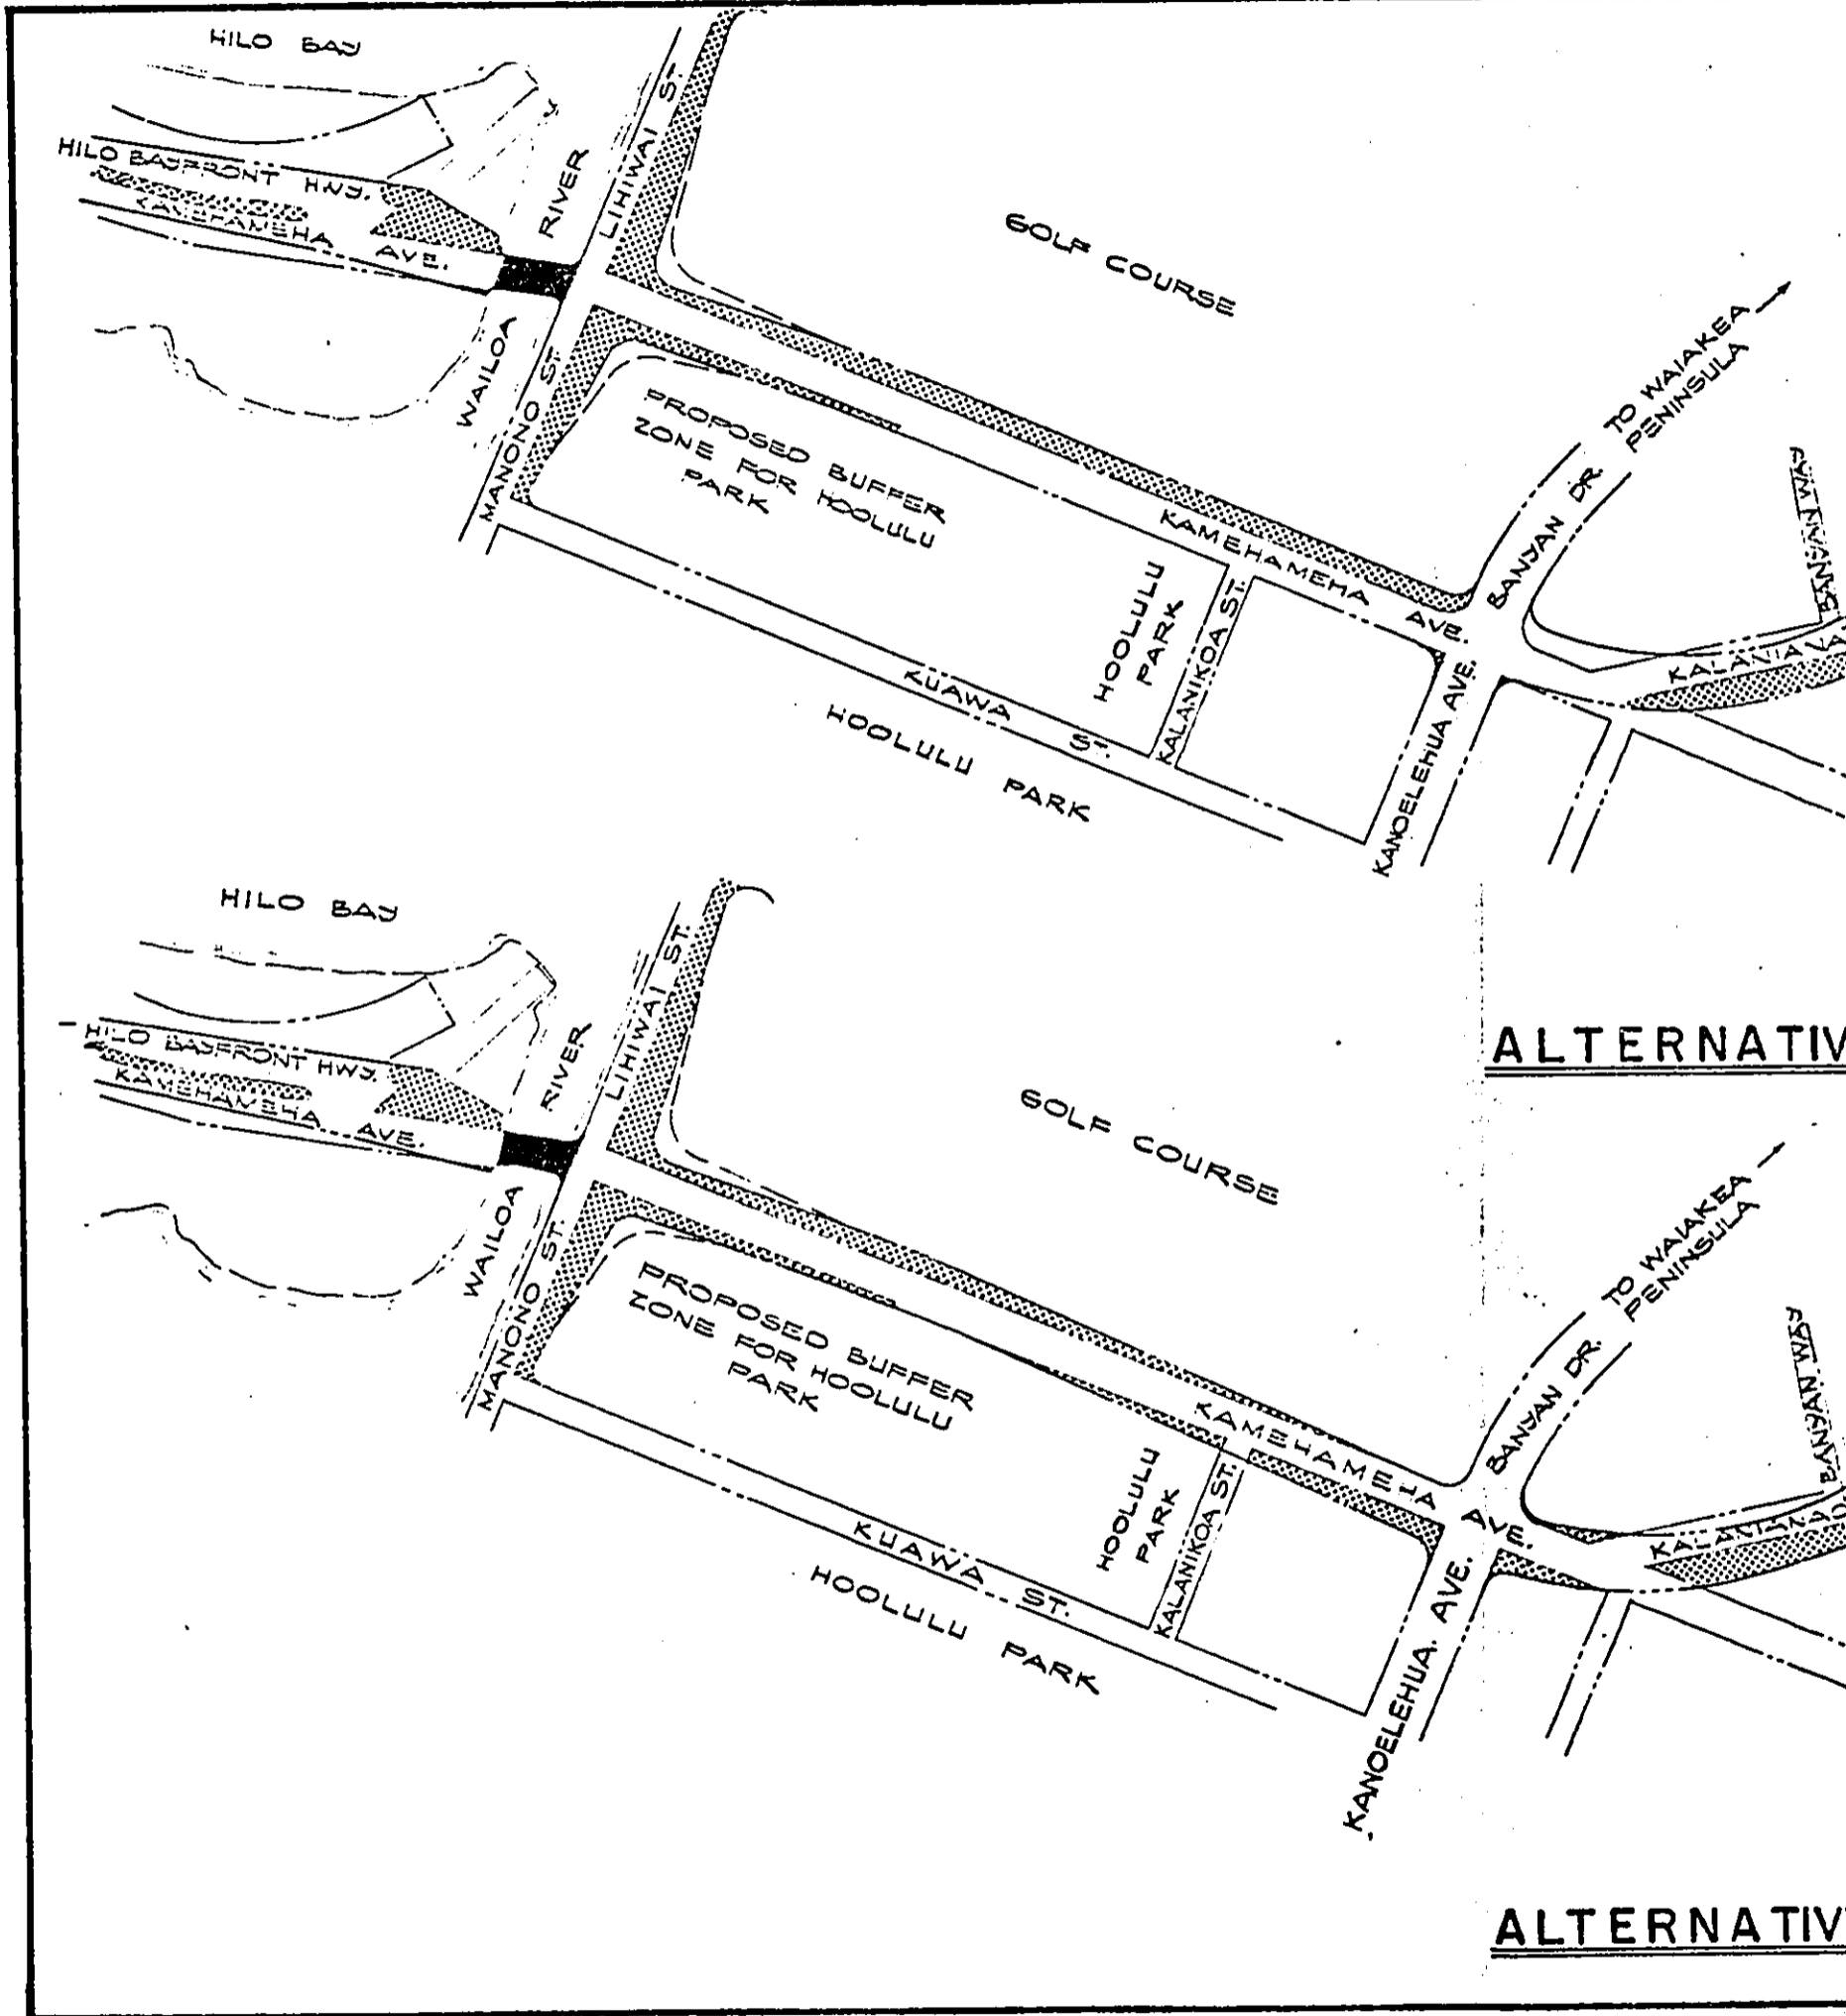 HILO BAY
HILO BAYFRONT HWY.
KAMEHAMEHA AVE.
RIVER
WAILOA
LIHIWAI ST.
MANONO ST.
GOLF COURSE
PROPOSED BUFFER
ZONE FOR HOOLULU
PARK
KAMEHAMEHA AVE.
HOOLULU
PARK
KALANIKOA ST.
KUAWA ST.
HOOLULU PARK
KANOELEHUA AVE.
BANYAN DR.
TO WAIAKEA
PENINSULA
BANYAN WAY
ALTERNATIV
HILO BAY
HILO BAYFRONT HWY.
KAMEHAMEHA AVE.
RIVER
WAILOA
LIHIWAI ST.
MANONO ST.
GOLF COURSE
PROPOSED BUFFER
ZONE FOR HOOLULU
PARK
KAMEHAMEHA AVE.
HOOLULU
PARK
KALANIKOA ST.
KUAWA ST.
HOOLULU PARK
KANOELEHUA. AVE.
BANYAN DR.
TO WAIAKEA
PENINSULA
BANYAN WAY
ALTERNATIV